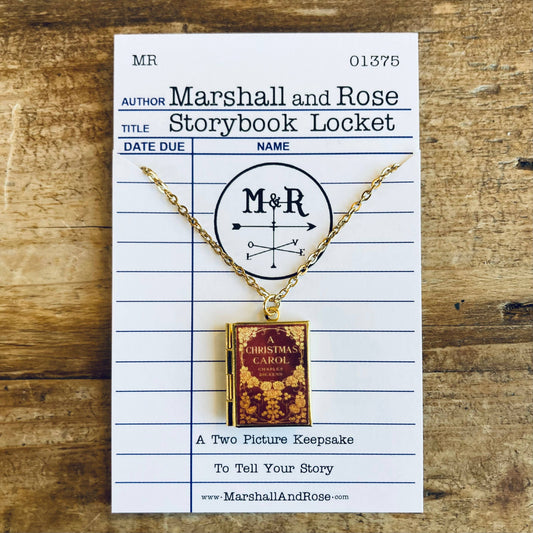 MR 01375
AUTHOR Marshall and Rose
TITLE Storybook Locket
DATE DUE NAME
M&R
L O V E
A
CHRISTMAS
CAROL
CHARLES
DICKENS
A Two Picture Keepsake
To Tell Your Story
www.MarshallAndRose.com